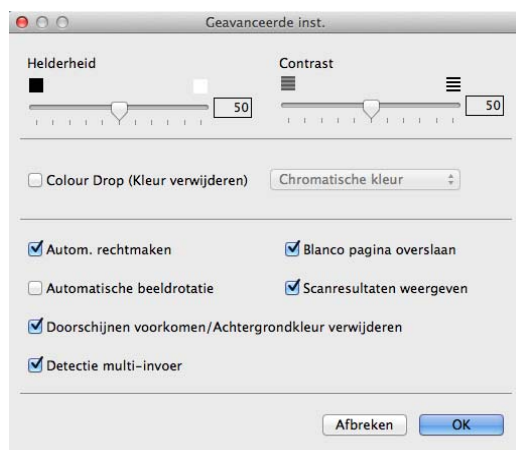 Geavanceerde inst.
Helderheid
Contrast
50
50
Colour Drop (Kleur verwijderen)
Chromatische kleur
Autom. rechtmaken
Blanco pagina overslaan
Automatische beeldrotatie
Scanresultaten weergeven
Doorschijnen voorkomen/Achtergrondkleur verwijderen
Detectie multi-invoer
Afbreken
OK